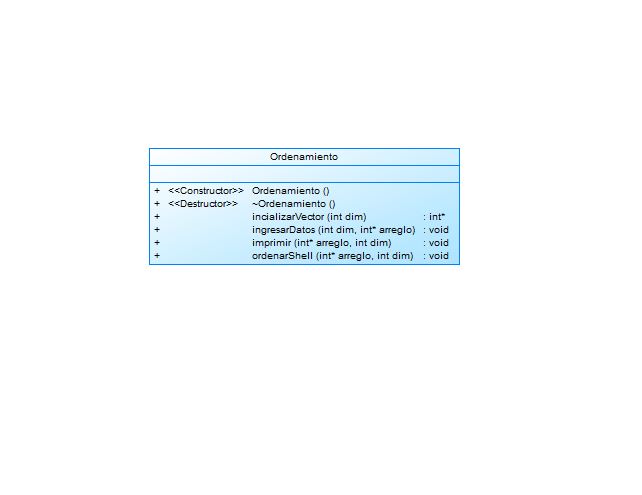 Ordenamiento
+ <<Constructor>> Ordenamiento ()
+ <<Destructor>> ~Ordenamiento ()
+ incializarVector (int dim) : int*
+ ingresarDatos (int dim, int* arreglo) : void
+ imprimir (int* arreglo, int dim) : void
+ ordenarShell (int* arreglo, int dim) : void